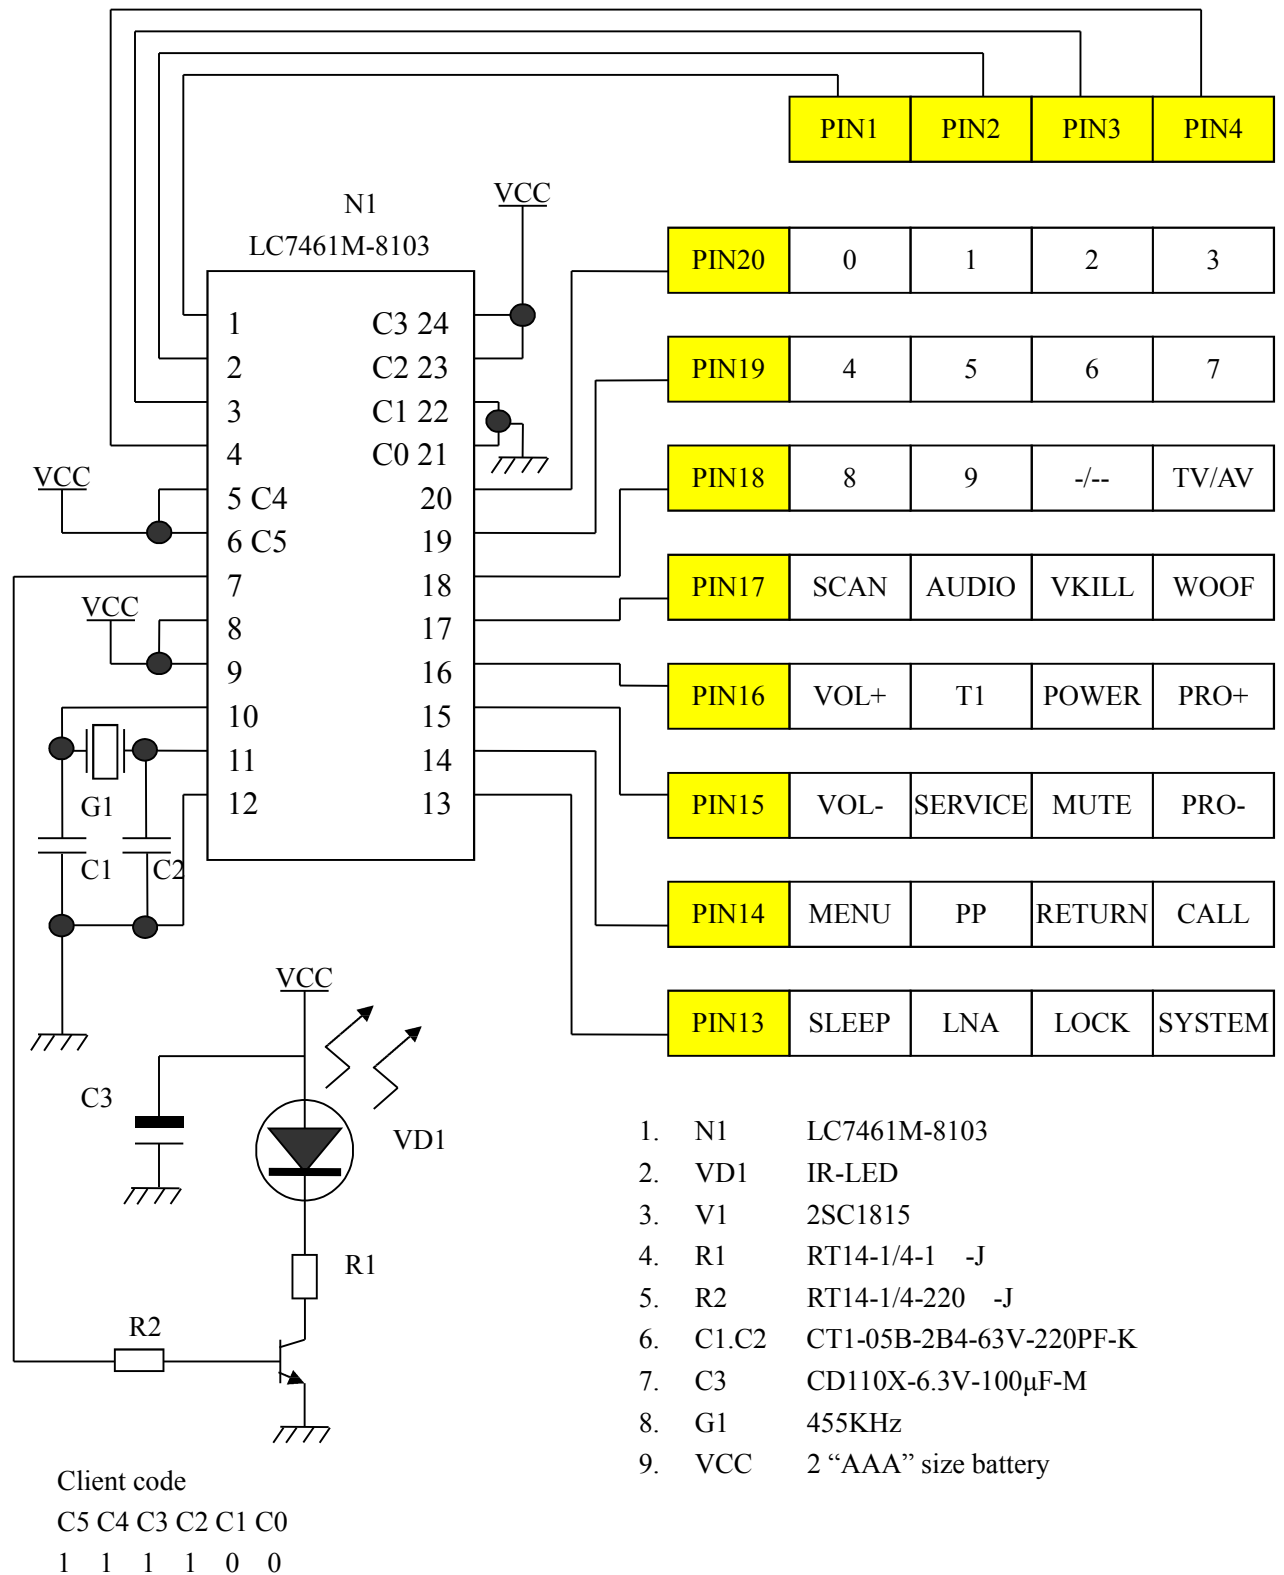 PIN1 PIN2 PIN3 PIN4
N1
VCC
LC7461M-8103
PIN20 0 1 2 3
1 C3 24
2 C2 23
PIN19 4 5 6 7
3 C1 22
4 C0 21
VCC
PIN18 8 9 -/-- TV/AV
5 C4 20
6 C5 19
7 18
PIN17 SCAN AUDIO VKILL WOOF
VCC
8 17
9 16
PIN16 VOL+ T1 POWER PRO+
10 15
11 14
G1
12 13
PIN15 VOL- SERVICE MUTE PRO-
C1 C2
PIN14 MENU PP RETURN CALL
VCC
PIN13 SLEEP LNA LOCK SYSTEM
C3
VD1
R1
R2
1. N1 LC7461M-8103
2. VD1 IR-LED
3. V1 2SC1815
4. R1 RT14-1/4-1 -J
5. R2 RT14-1/4-220 -J
6. C1.C2 CT1-05B-2B4-63V-220PF-K
7. C3 CD110X-6.3V-100μF-M
8. G1 455KHz
9. VCC 2 “AAA” size battery
Client code
C5 C4 C3 C2 C1 C0
1 1 1 1 0 0